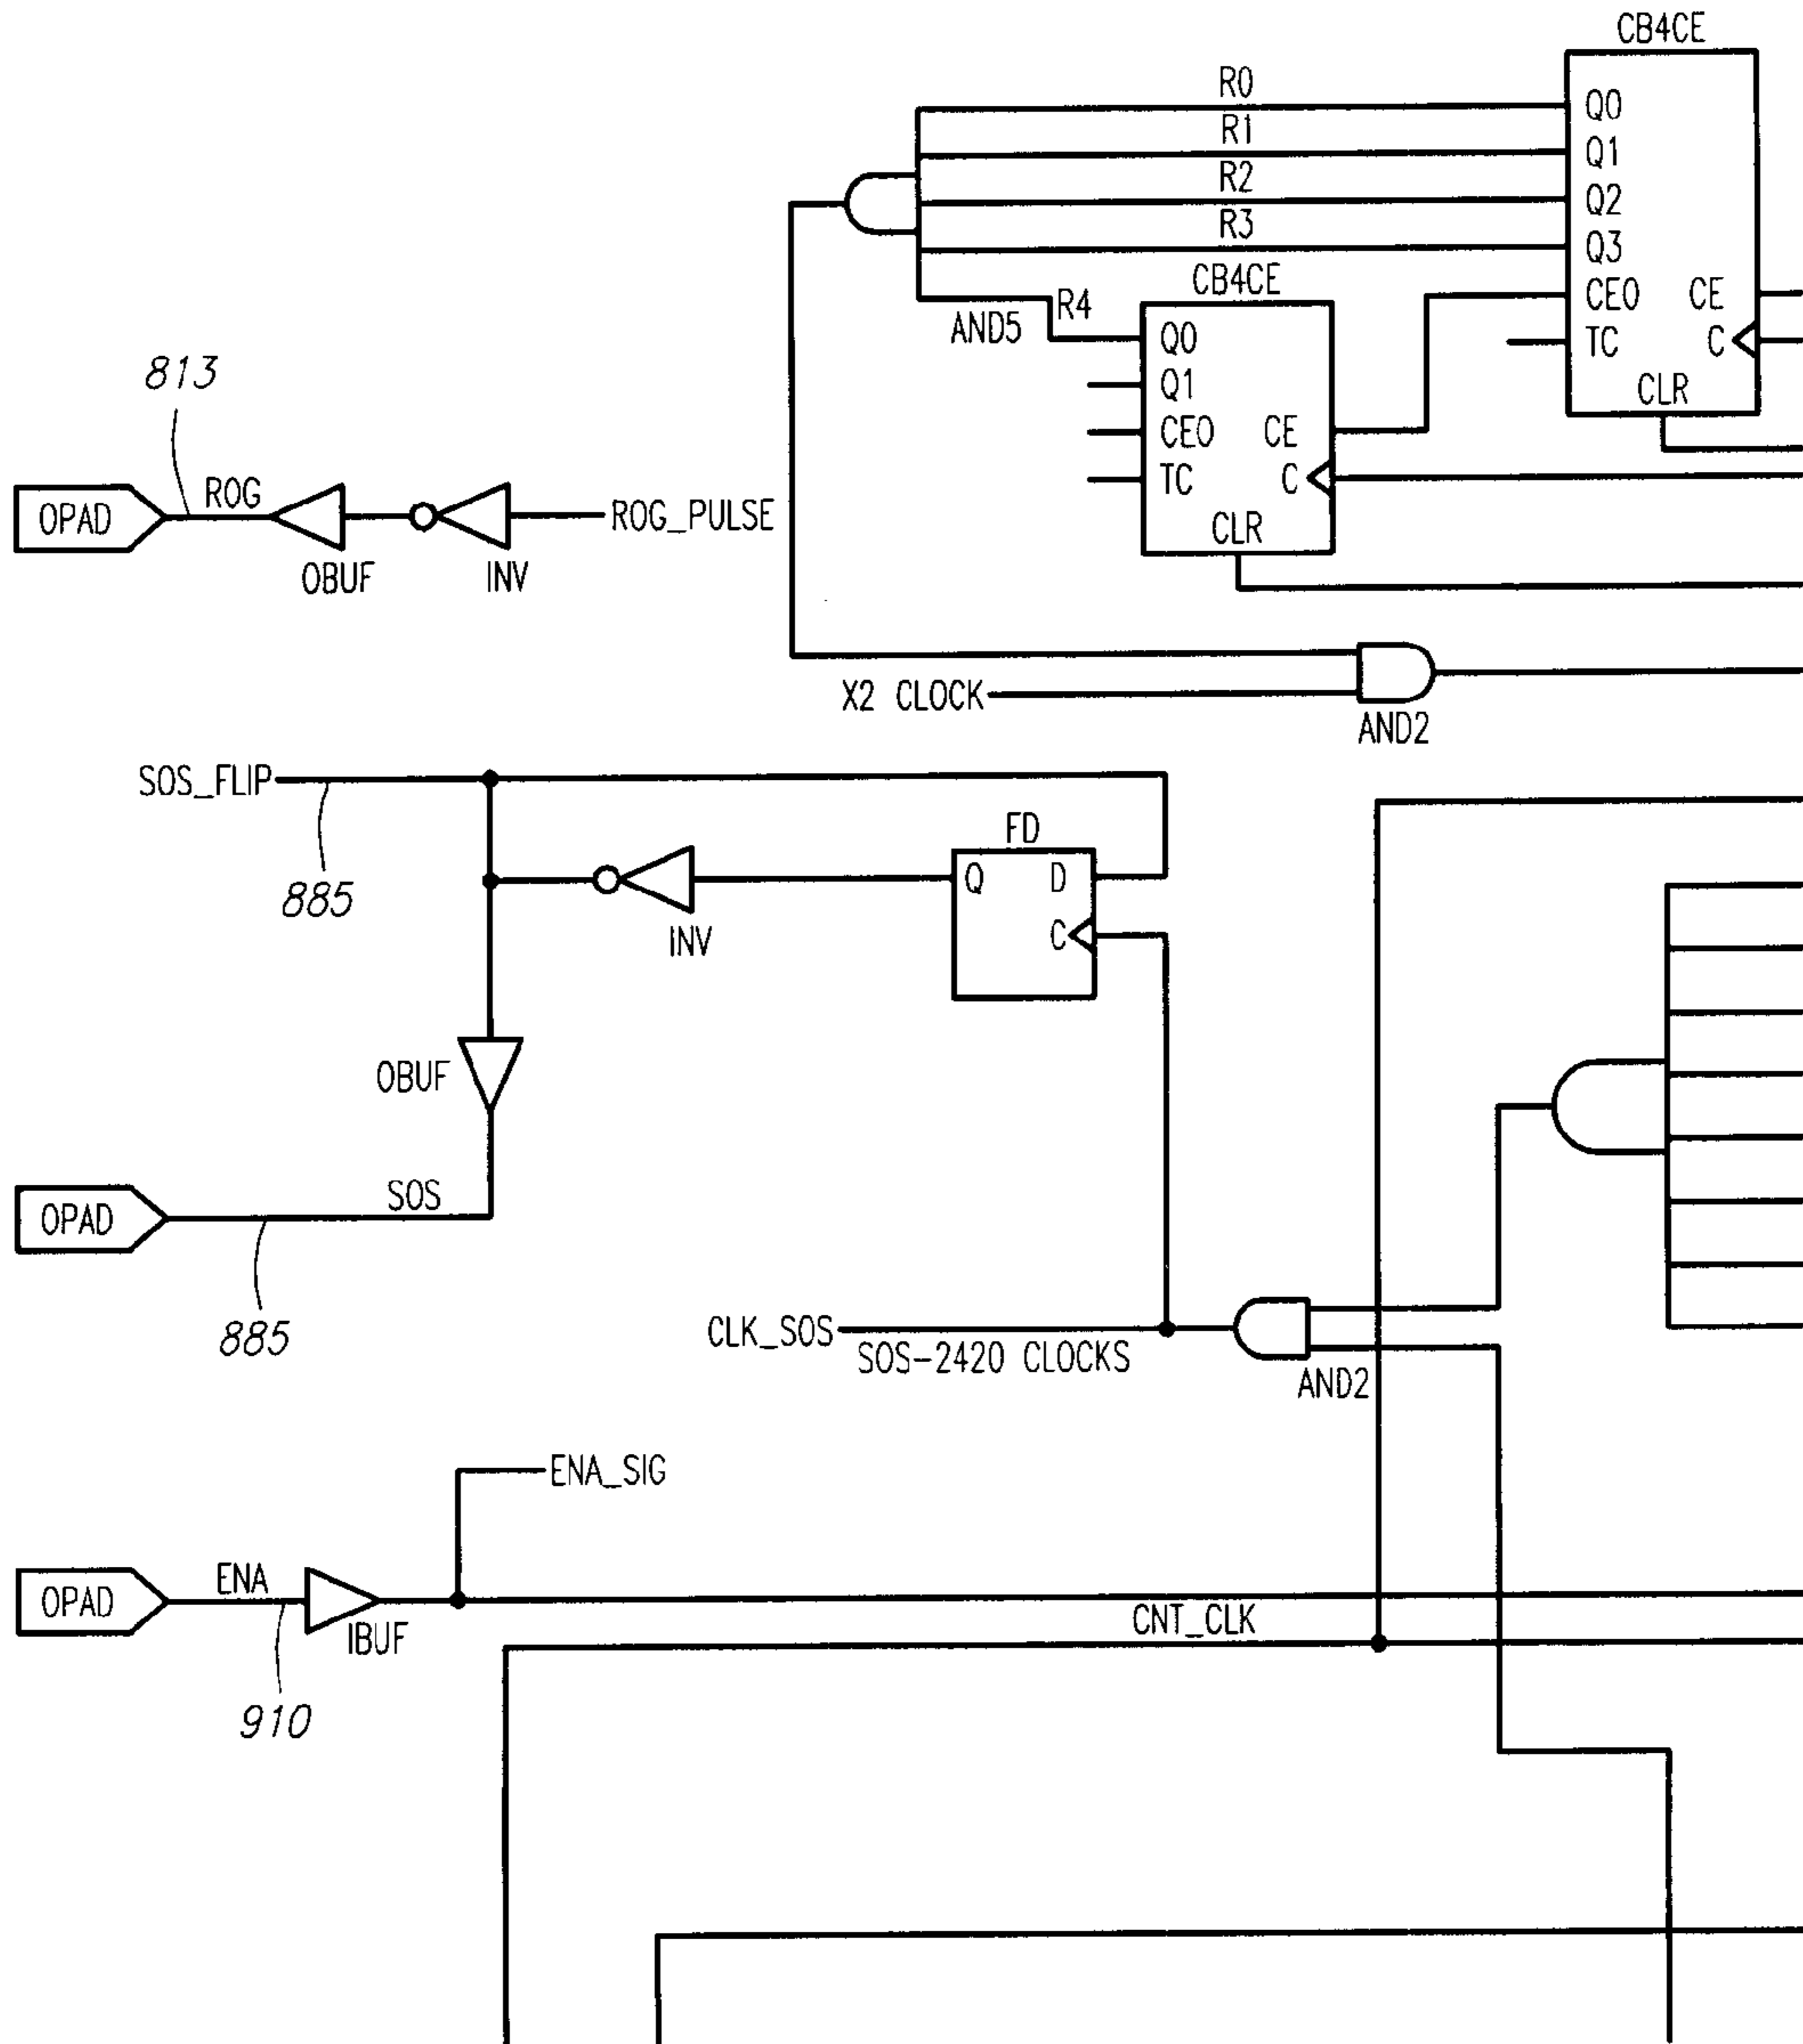 CB4CE
R0
Q0
R1
Q1
R2
Q2
R3
Q3
CB4CE
CEO CE
R4
AND5
Q0
TC C
813
Q1
CLR
CEO CE
ROG
TC C
OPAD
ROG_PULSE
CLR
OBUF
INV
X2 CLOCK
AND2
SOS_FLIP
FD
Q D
885
INV
C
OBUF
SOS
OPAD
885
CLK_SOS
SOS-2420 CLOCKS
AND2
ENA_SIG
ENA
OPAD
CNT_CLK
IBUF
910